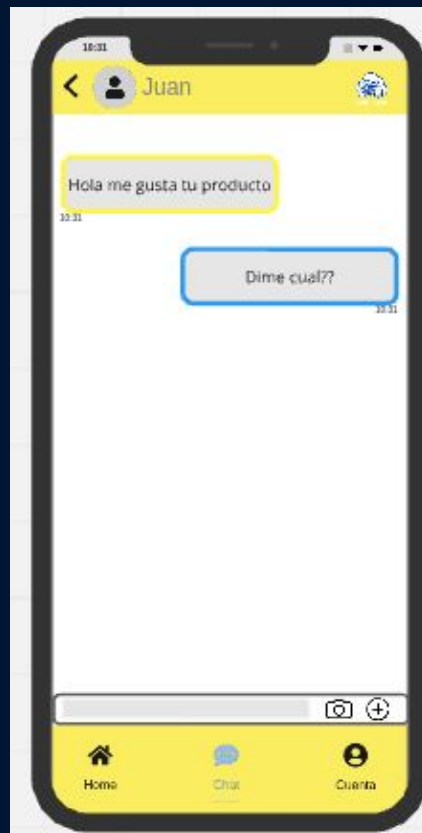 10:31
Juan
Hola me gusta tu producto
10:31
Dime cual??
10:31
Home
Chat
Cuenta